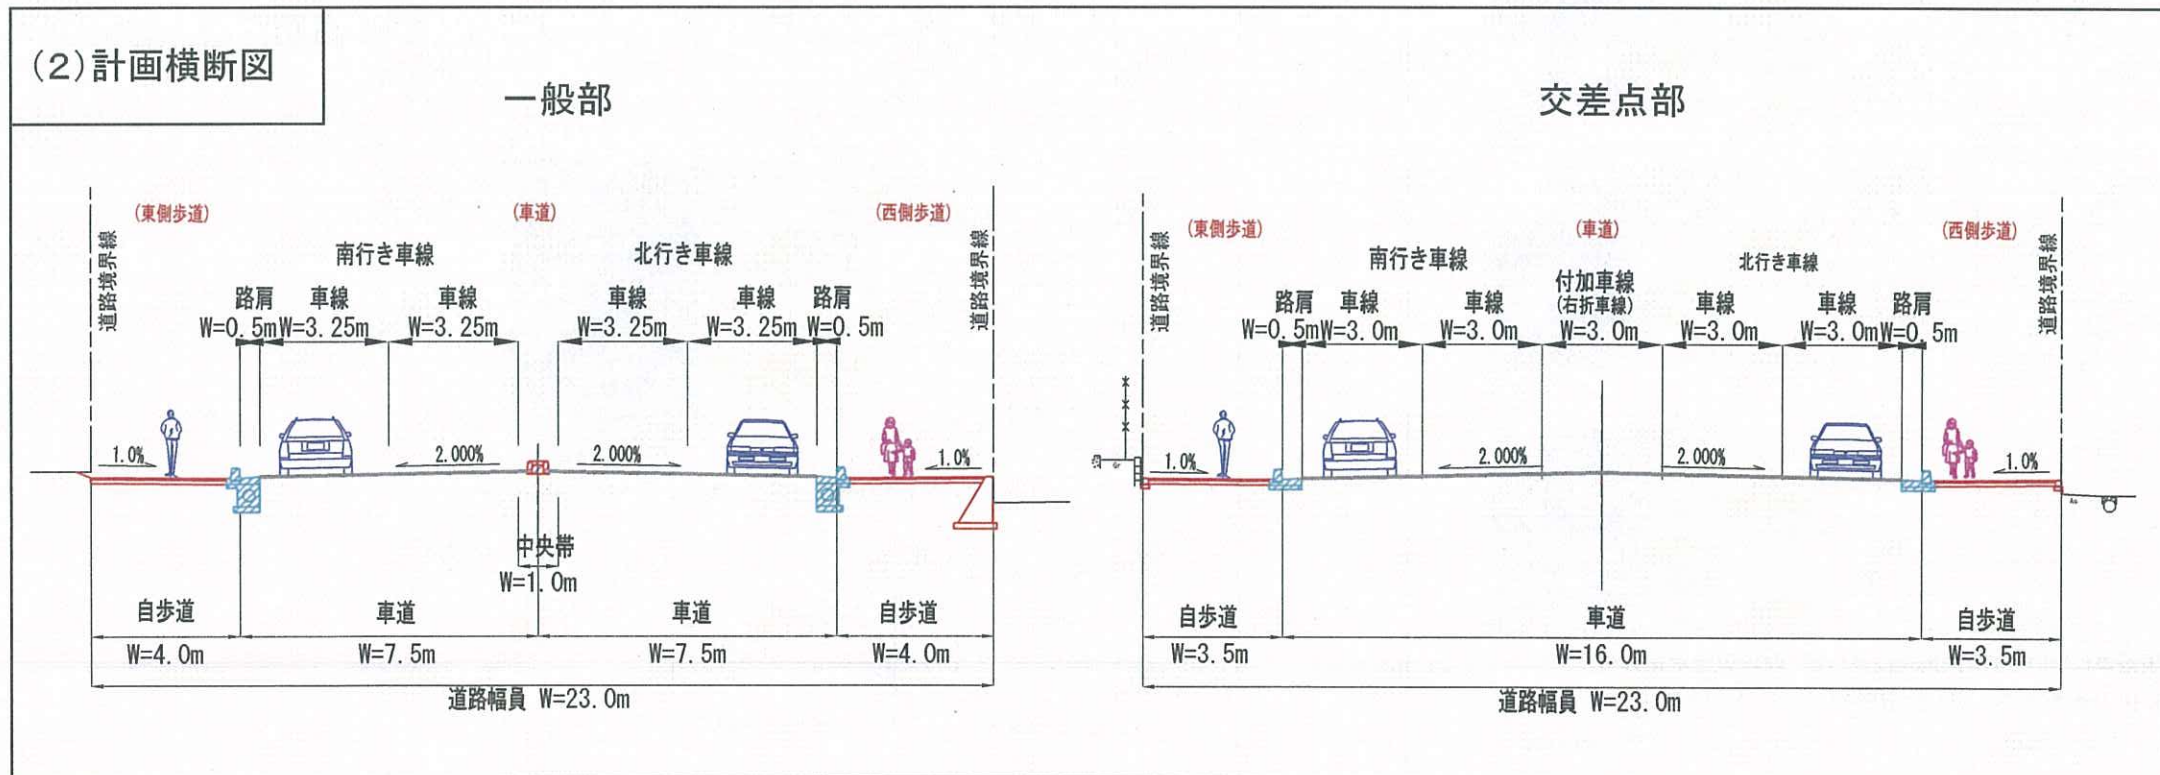 (2)計画横断図
一般部
(東側歩道)
(車道)
(西側歩道)
道路境界線
道路境界線
南行き車線
北行き車線
路肩 車線 車線 車線 車線 路肩
W=0.5m W=3.25m W=3.25m W=3.25m W=3.25m W=0.5m
1.0% 2.000% 2.000% 1.0%
中央帯
W=1.0m
自歩道 車道 車道 自歩道
W=4.0m W=7.5m W=7.5m W=4.0m
道路幅員 W=23.0m
交差点部
(東側歩道)
(車道)
(西側歩道)
道路境界線
道路境界線
南行き車線
北行き車線
付加車線
(右折車線)
路肩 車線 車線 車線 車線 路肩
W=0.5m W=3.0m W=3.0m W=3.0m W=3.0m W=3.0m W=0.5m
1.0% 2.000% 2.000% 1.0%
自歩道 車道 自歩道
W=3.5m W=16.0m W=3.5m
道路幅員 W=23.0m